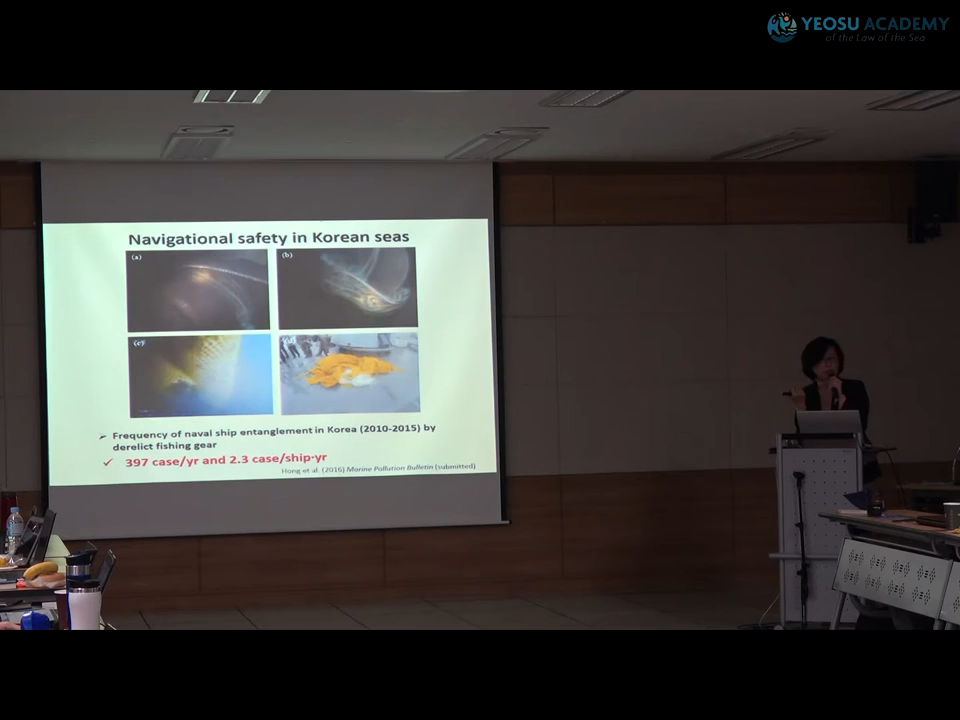 YEOSU ACADEMY
of the Law of the Sea
Navigational safety in Korean seas
(a)
(b)
(c)
(d)
➢ Frequency of naval ship entanglement in Korea (2010-2015) by
derelict fishing gear
✓ 397 case/yr and 2.3 case/ship·yr
Hong et al. (2016) Marine Pollution Bulletin (submitted)